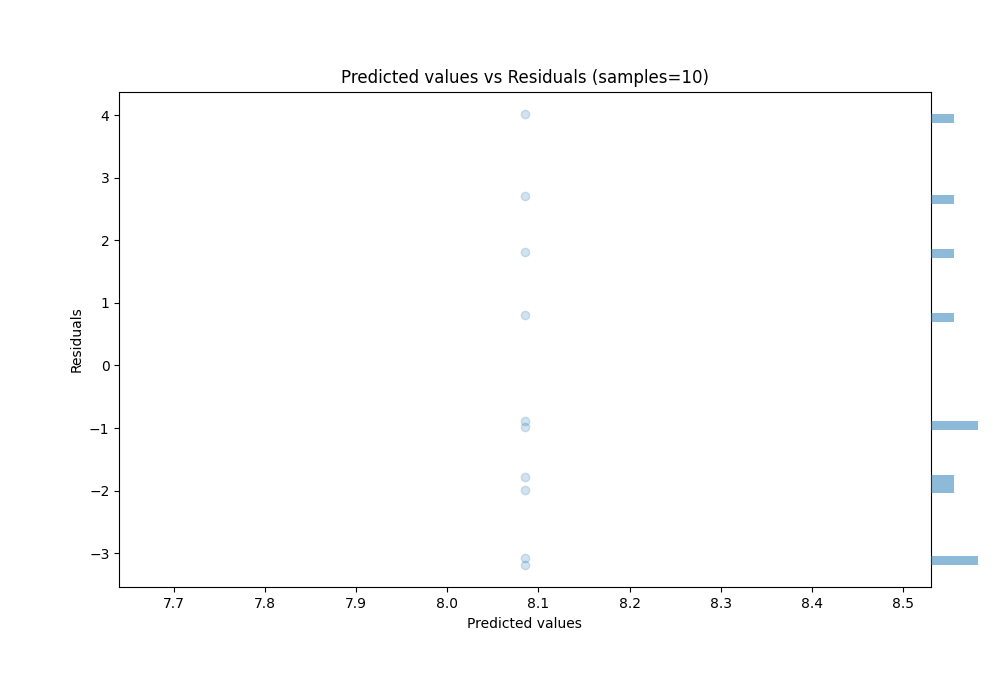 Predicted values vs Residuals (samples=10)
4
3
2
1
0
−1
−2
−3
Residuals
7.7 7.8 7.9 8.0 8.1 8.2 8.3 8.4 8.5
Predicted values